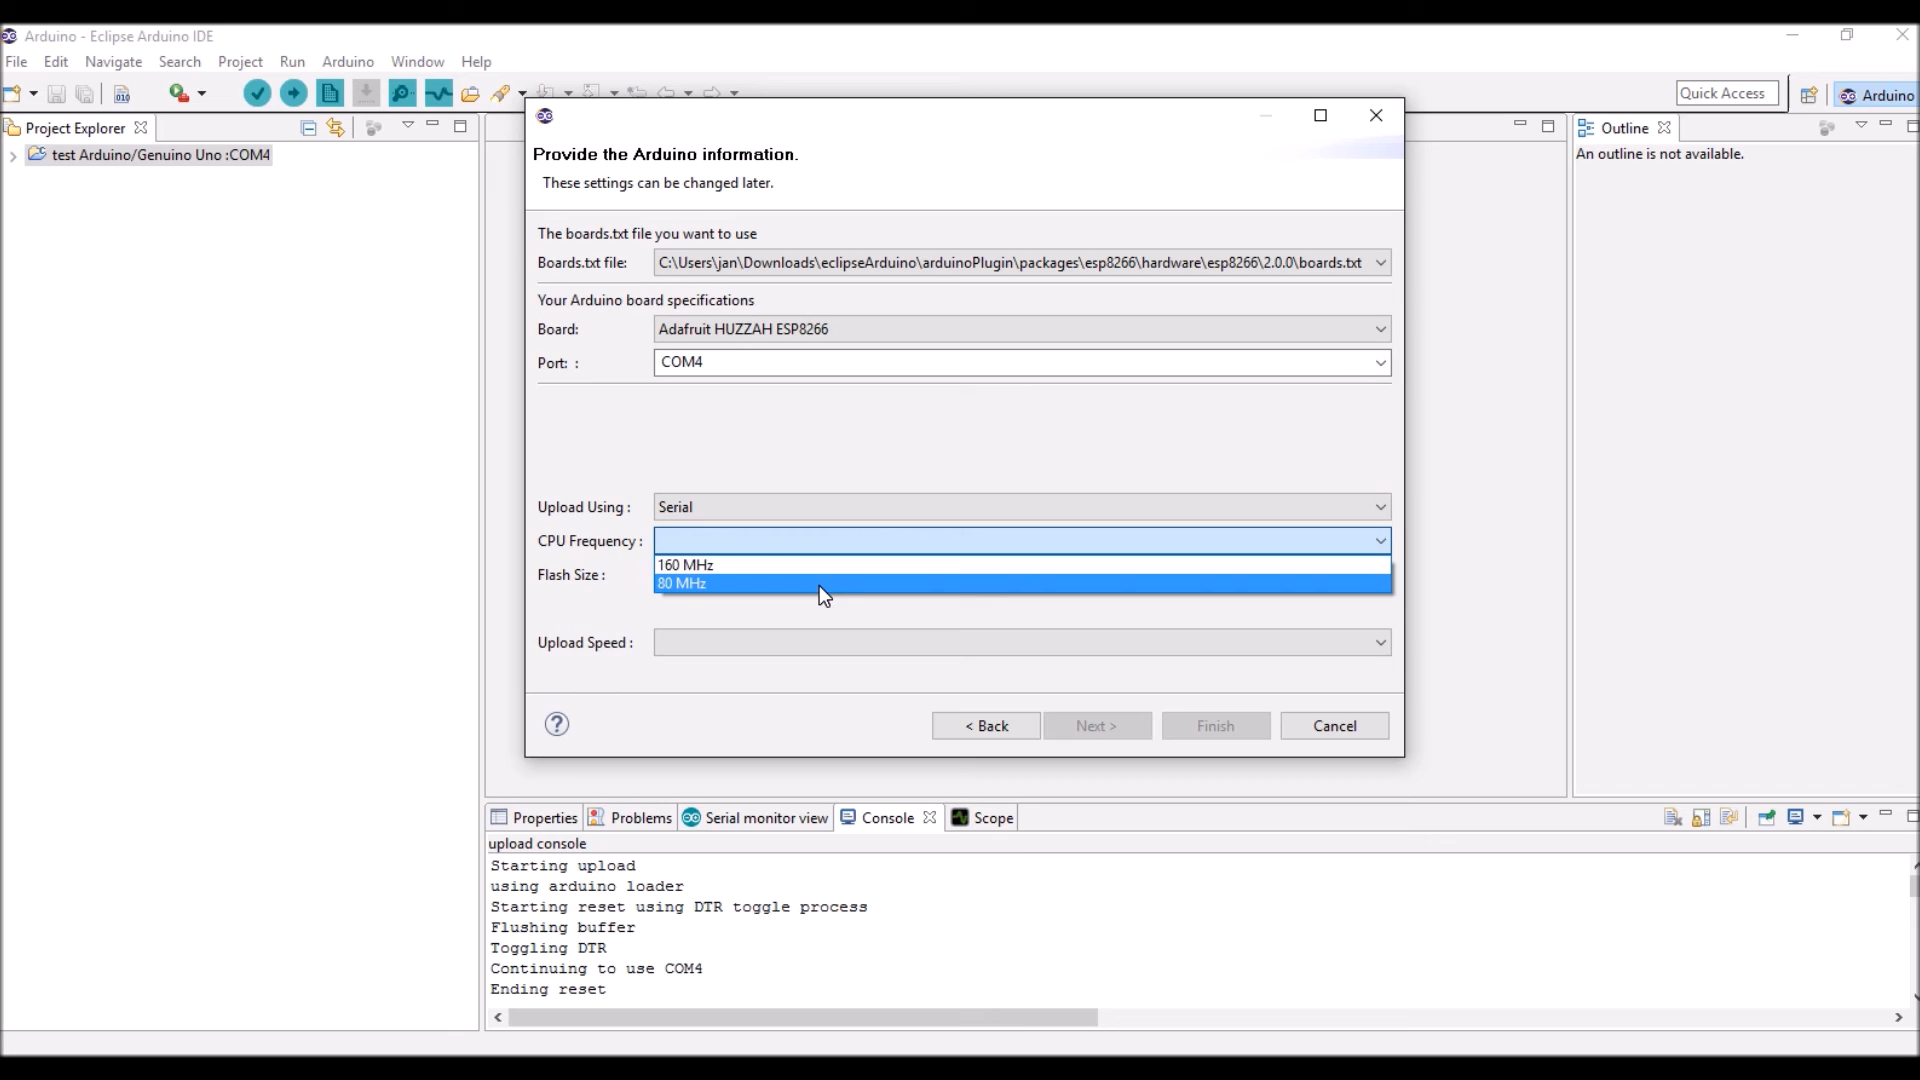 Arduino - Eclipse Arduino IDE
File Edit Navigate Search Project Run Arduino Window Help
010
Quick Access
Arduino
Project Explorer
test Arduino/Genuino Uno :COM4
Outline
An outline is not available.
Provide the Arduino information.
These settings can be changed later.
The boards.txt file you want to use
Boards.txt file: C:\Users\jan\Downloads\eclipseArduino\arduinoPlugin\packages\esp8266\hardware\esp8266\2.0.0\boards.txt
Your Arduino board specifications
Board: Adafruit HUZZAH ESP8266
Port: : COM4
Upload Using : Serial
CPU Frequency :
160 MHz
Flash Size :
80 MHz
Upload Speed :
?
< Back Next > Finish Cancel
Properties Problems Serial monitor view Console Scope
upload console
Starting upload
using arduino loader
Starting reset using DTR toggle process
Flushing buffer
Toggling DTR
Continuing to use COM4
Ending reset